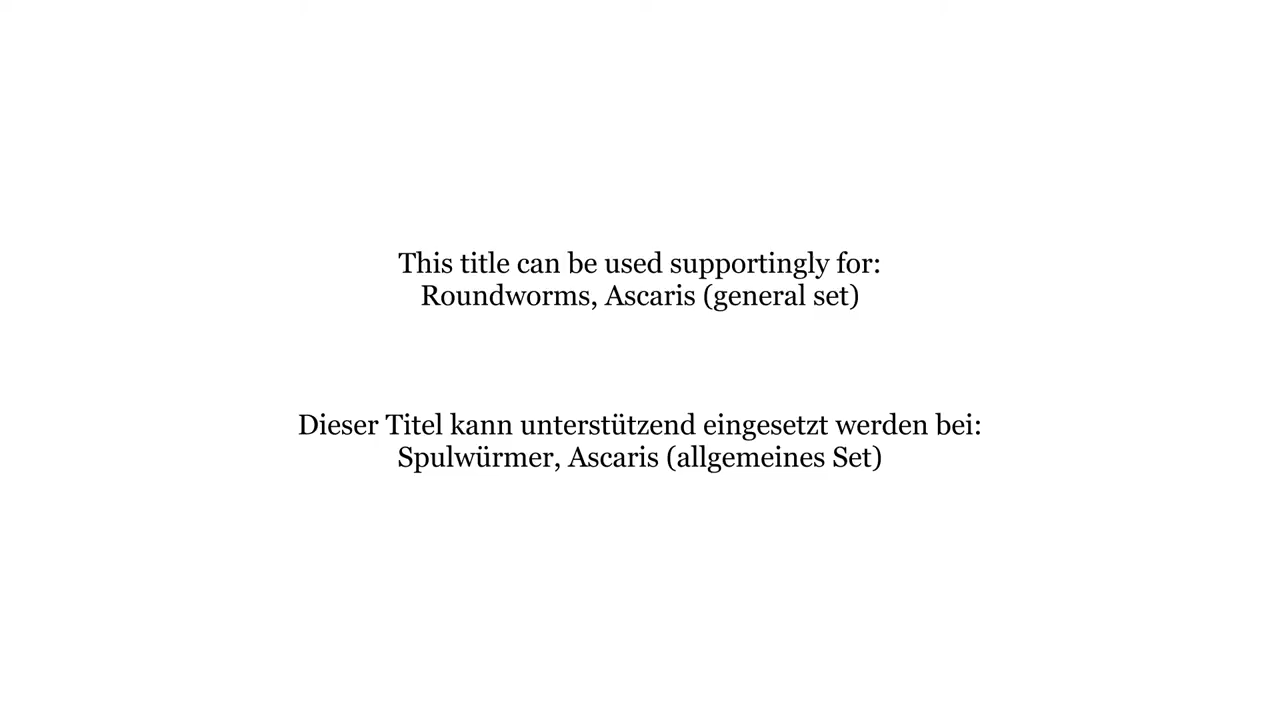 This title can be used supportingly for:
Roundworms, Ascaris (general set)
Dieser Titel kann unterstützend eingesetzt werden bei:
Spulwürmer, Ascaris (allgemeines Set)